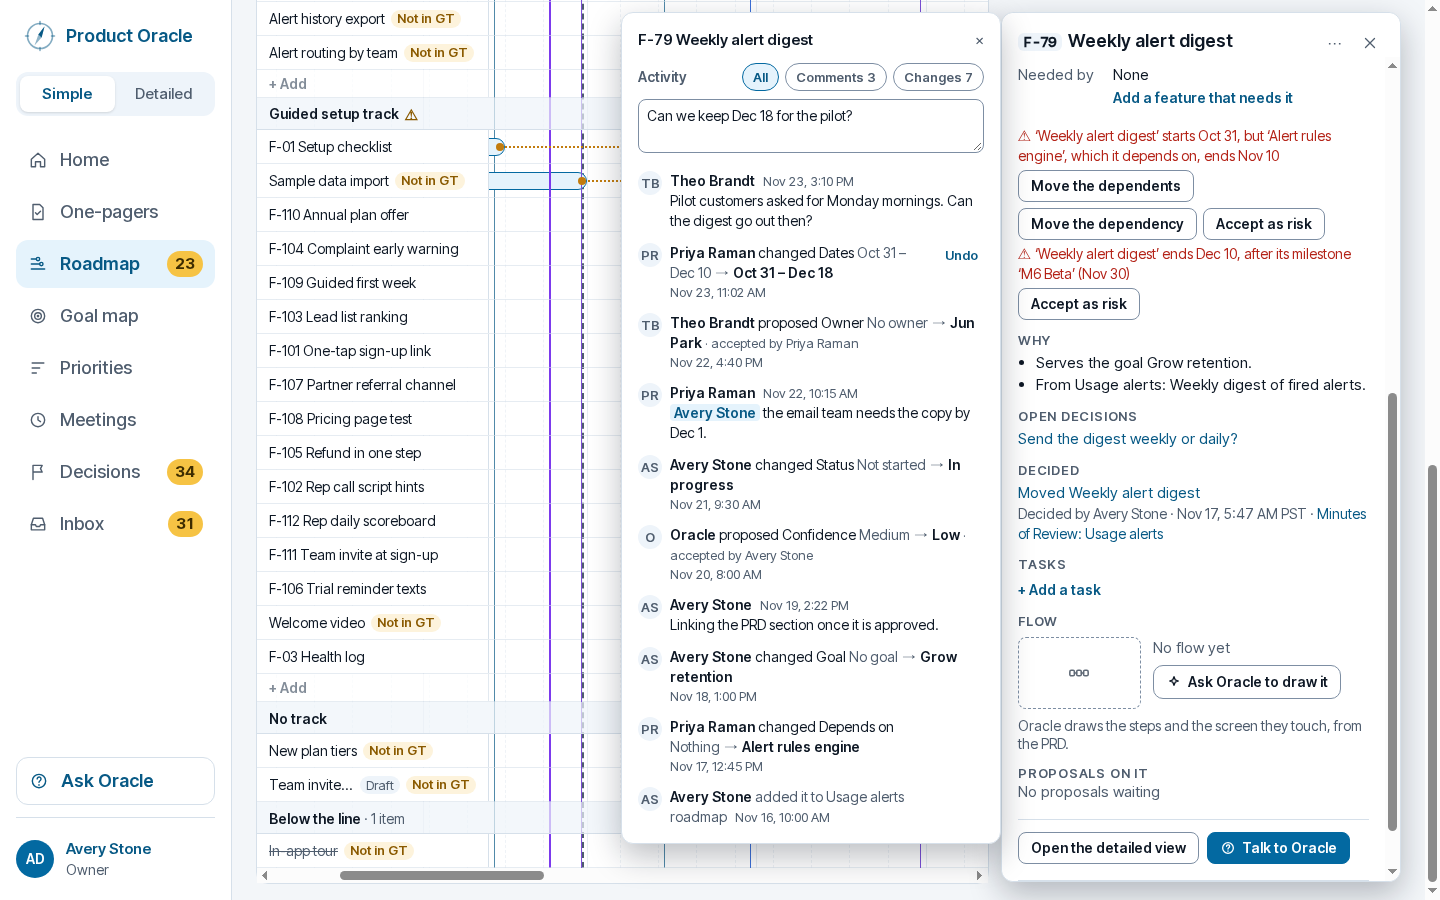 Product Oracle
Simple
Detailed
Home
One-pagers
Roadmap
23
Goal map
Priorities
Meetings
Decisions
34
Inbox
31
Ask Oracle
AD
Avery Stone
Owner
Alert history export
Not in GT
Alert routing by team
Not in GT
+ Add
Guided setup track
F-01 Setup checklist
Sample data import
Not in GT
F-110 Annual plan offer
F-104 Complaint early warning
F-109 Guided first week
F-103 Lead list ranking
F-101 One-tap sign-up link
F-107 Partner referral channel
F-108 Pricing page test
F-105 Refund in one step
F-102 Rep call script hints
F-112 Rep daily scoreboard
F-111 Team invite at sign-up
F-106 Trial reminder texts
Welcome video
Not in GT
F-03 Health log
+ Add
No track
New plan tiers
Not in GT
Team invite...
Draft
Not in GT
Below the line · 1 item
In-app tour
Not in GT
F-79 Weekly alert digest
×
Activity
All
Comments 3
Changes 7
Can we keep Dec 18 for the pilot?
TB
Theo Brandt Nov 23, 3:10 PM
Pilot customers asked for Monday mornings. Can
the digest go out then?
PR
Priya Raman changed Dates Oct 31 –
Dec 10 → Oct 31 – Dec 18
Undo
Nov 23, 11:02 AM
TB
Theo Brandt proposed Owner No owner → Jun
Park · accepted by Priya Raman
Nov 22, 4:40 PM
PR
Priya Raman Nov 22, 10:15 AM
Avery Stone the email team needs the copy by
Dec 1.
AS
Avery Stone changed Status Not started → In
progress
Nov 21, 9:30 AM
O
Oracle proposed Confidence Medium → Low ·
accepted by Avery Stone
Nov 20, 8:00 AM
AS
Avery Stone Nov 19, 2:22 PM
Linking the PRD section once it is approved.
AS
Avery Stone changed Goal No goal → Grow
retention
Nov 18, 1:00 PM
PR
Priya Raman changed Depends on
Nothing → Alert rules engine
Nov 17, 12:45 PM
AS
Avery Stone added it to Usage alerts
roadmap Nov 16, 10:00 AM
F-79 Weekly alert digest
...
Needed by
None
Add a feature that needs it
⚠ ‘Weekly alert digest’ starts Oct 31, but ‘Alert rules
engine’, which it depends on, ends Nov 10
Move the dependents
Move the dependency
Accept as risk
⚠ ‘Weekly alert digest’ ends Dec 10, after its milestone
‘M6 Beta’ (Nov 30)
Accept as risk
WHY
• Serves the goal Grow retention.
• From Usage alerts: Weekly digest of fired alerts.
OPEN DECISIONS
Send the digest weekly or daily?
DECIDED
Moved Weekly alert digest
Decided by Avery Stone · Nov 17, 5:47 AM PST · Minutes
of Review: Usage alerts
TASKS
+ Add a task
FLOW
No flow yet
Ask Oracle to draw it
Oracle draws the steps and the screen they touch, from
the PRD.
PROPOSALS ON IT
No proposals waiting
Open the detailed view
Talk to Oracle